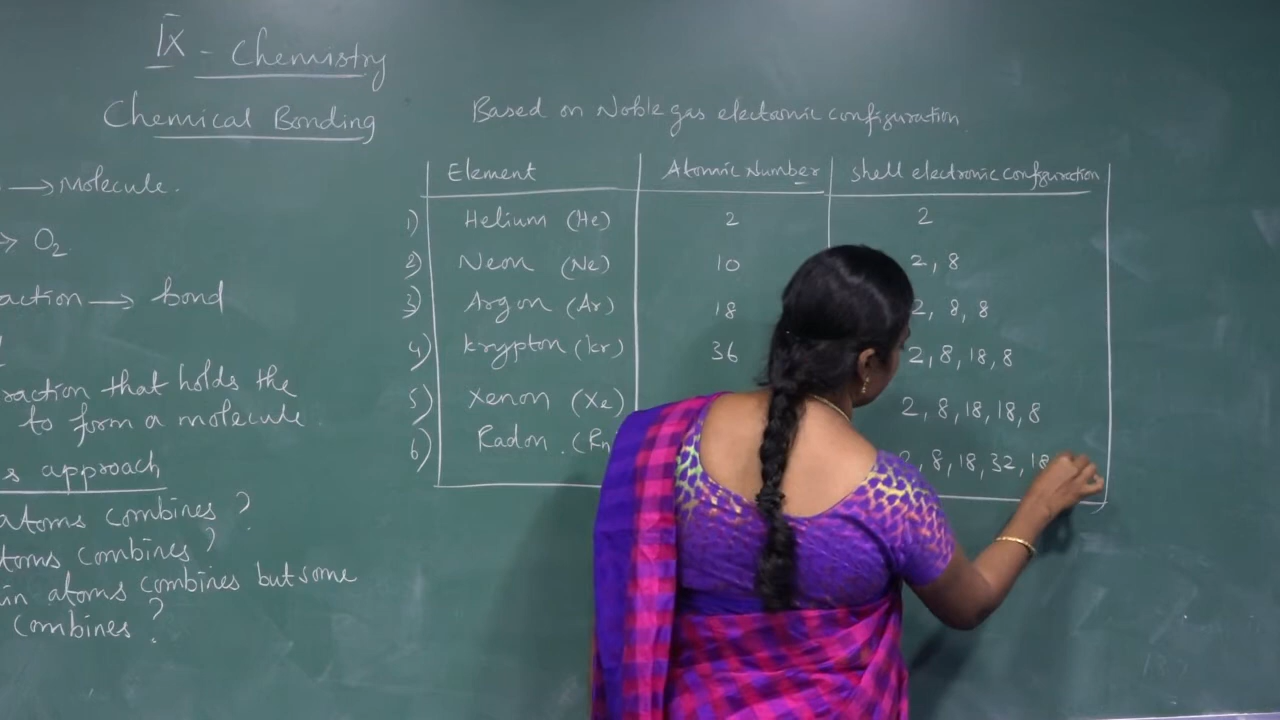 IX - Chemistry
Chemical Bonding
→ Molecule.
→ O2
action → bond
raction that holds the
to form a molecule
s approach
atoms combines ?
toms combines ?
in atoms combines but some
combines ?
Based on Noble gas electronic configuration.
Element Atomic Number shell electronic configuration
1) Helium (He) 2 2
2) Neon (Ne) 10 2, 8
3) Argon (Ar) 18 2, 8, 8
4) Krypton (Kr) 36 2, 8, 18, 8
5) Xenon (Xe) 2, 8, 18, 18, 8
6) Radon. (Rn 2, 8, 18, 32, 18